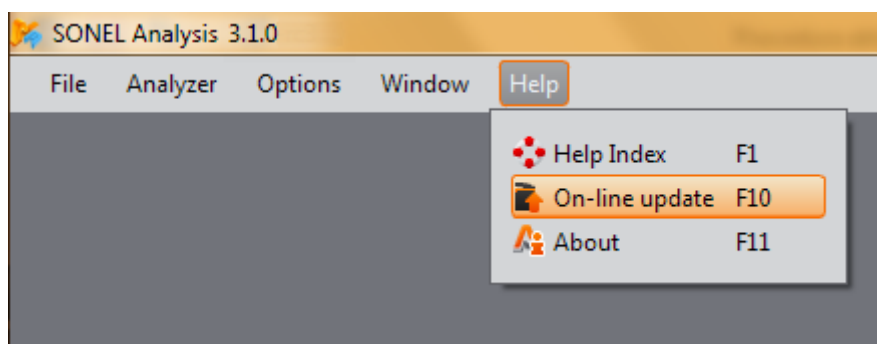 SONEL Analysis 3.1.0
File Analyzer Options Window Help
Help Index F1
On-line update F10
About F11